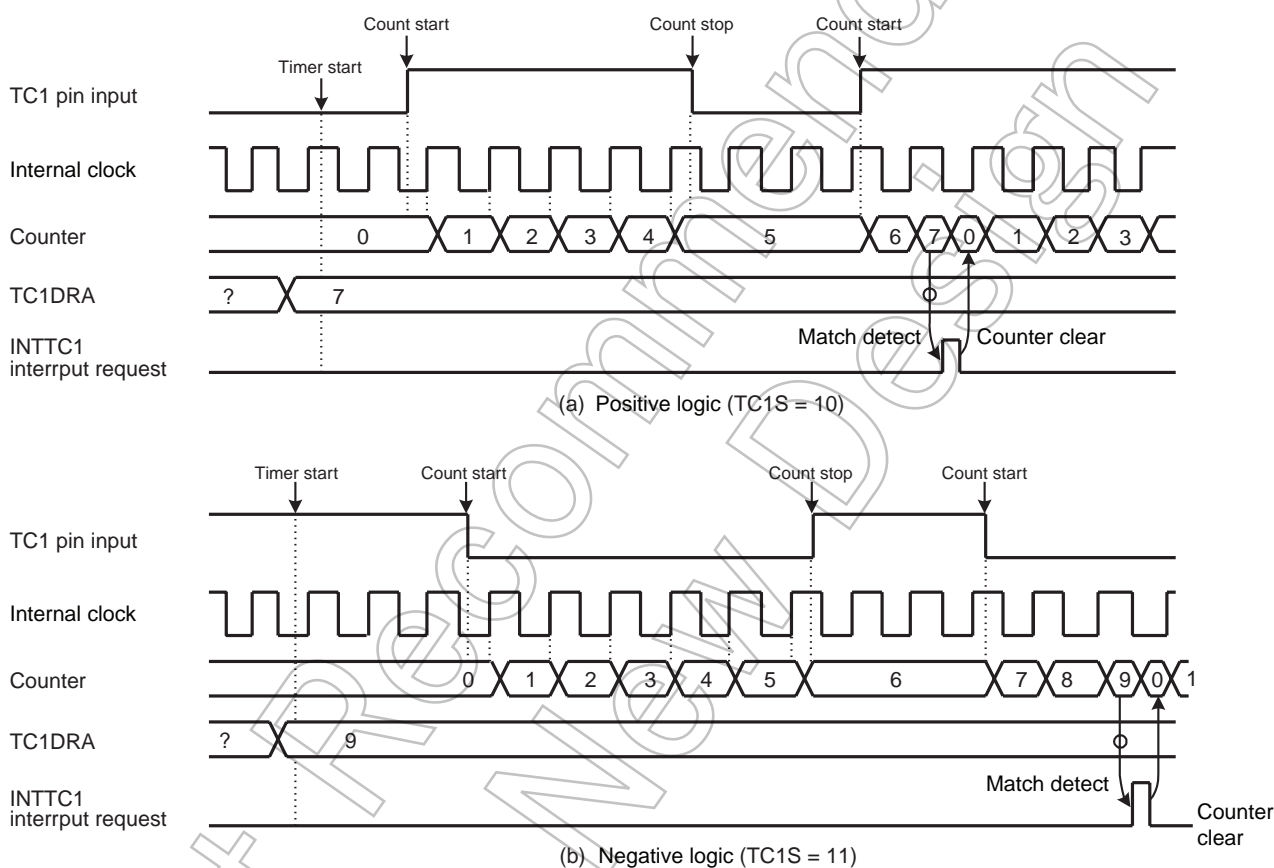 Count start Count stop Count start
Timer start
TC1 pin input
Internal clock
Counter 0 1 2 3 4 5 6 7 0 1 2 3
TC1DRA ? 7
Match detect Counter clear
INTTC1
interrput request
(a) Positive logic (TC1S = 10)
Timer start Count start Count stop Count start
TC1 pin input
Internal clock
Counter 0 1 2 3 4 5 6 7 8 9 0 1
TC1DRA ? 9
Match detect
INTTC1
interrput request
Counter
clear
(b) Negative logic (TC1S = 11)
Recommend
New Design